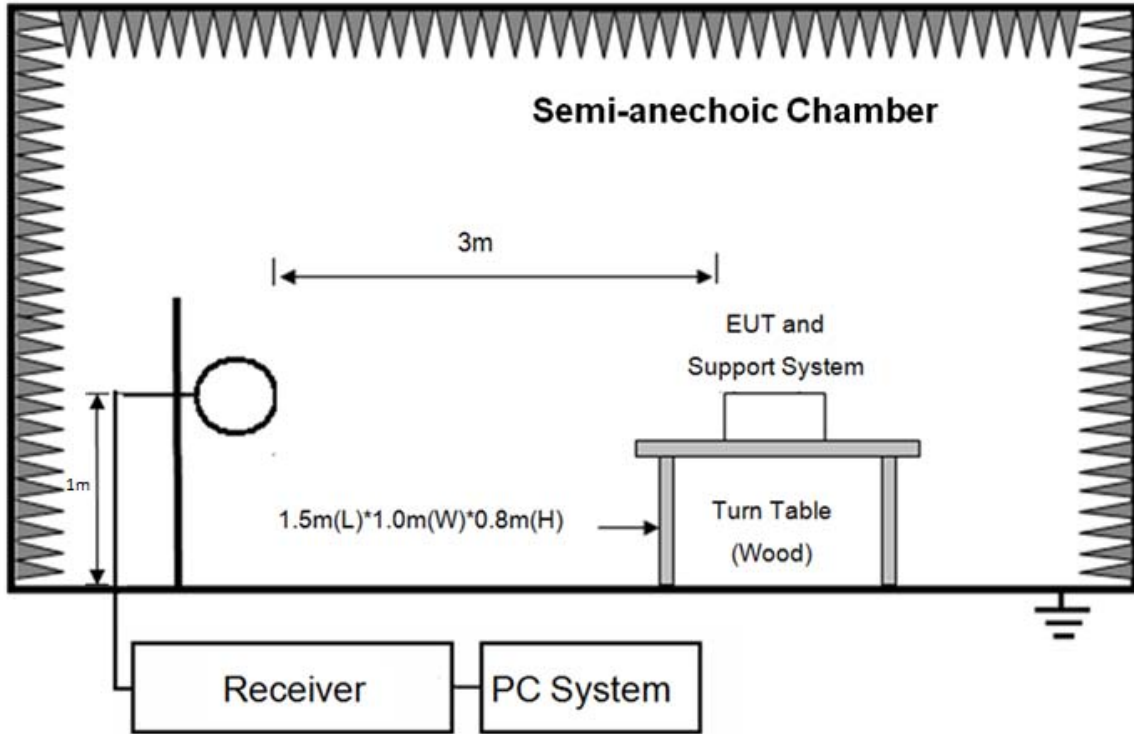 Semi-anechoic Chamber
3m
EUT and
Support System
1m
1.5m(L)*1.0m(W)*0.8m(H)
Turn Table
(Wood)
Receiver
PC System